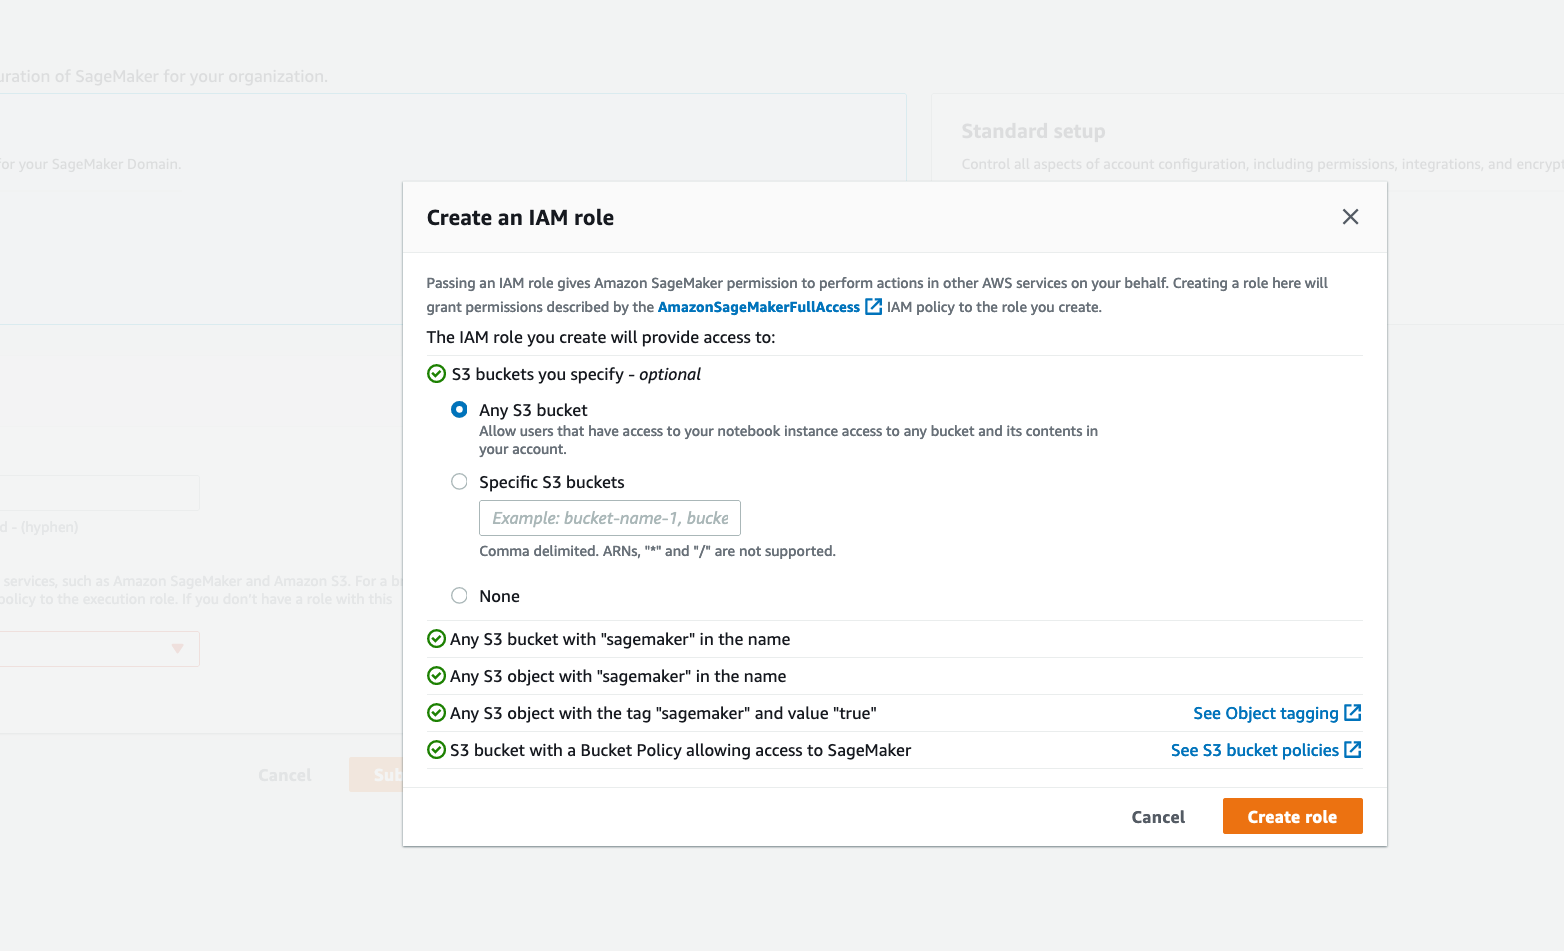 uration of SageMaker for your organization.
Standard setup
for your SageMaker Domain.
Control all aspects of account configuration, including permissions, integrations, and encrypt
Create an IAM role
Passing an IAM role gives Amazon SageMaker permission to perform actions in other AWS services on your behalf. Creating a role here will
grant permissions described by the AmazonSageMakerFullAccess IAM policy to the role you create.
The IAM role you create will provide access to:
S3 buckets you specify - optional
Any S3 bucket
Allow users that have access to your notebook instance access to any bucket and its contents in
your account.
Specific S3 buckets
Example: bucket-name-1, bucke
d - (hyphen)
Comma delimited. ARNs, "*" and "/" are not supported.
services, such as Amazon SageMaker and Amazon S3. For a b
policy to the execution role. If you don't have a role with this
None
Any S3 bucket with "sagemaker" in the name
Any S3 object with "sagemaker" in the name
Any S3 object with the tag "sagemaker" and value "true" See Object tagging
S3 bucket with a Bucket Policy allowing access to SageMaker See S3 bucket policies
Cancel Sub
Cancel Create role